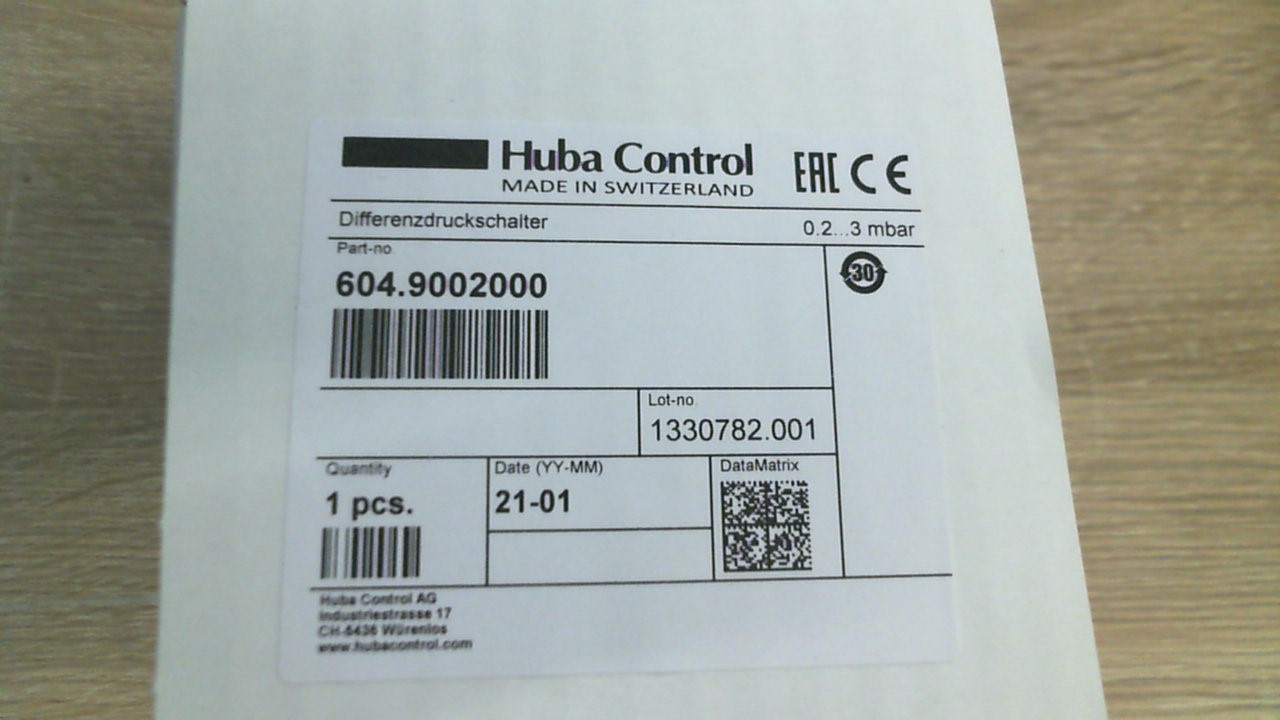 Huba Control
MADE IN SWITZERLAND
EAC CE
Differenzdruckschalter
0.2...3 mbar
Part-no.
604.9002000
30
Lot-no.
1330782.001
Quantity
1 pcs.
Date (YY-MM)
21-01
DataMatrix
Huba Control AG
Industriestrasse 17
CH-5436 Würenlos
www.hubacontrol.com